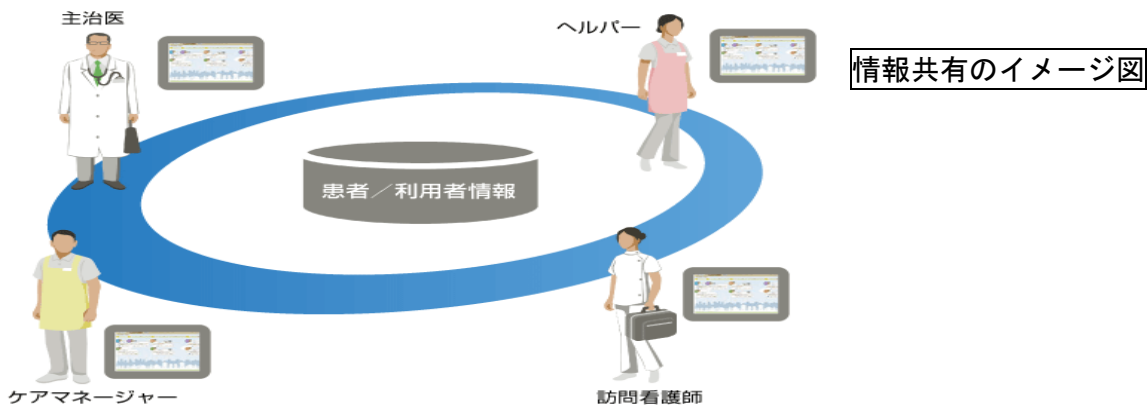 主治医
ヘルパー
情報共有のイメージ図
患者／利用者情報
ケアマネージャー
訪問看護師